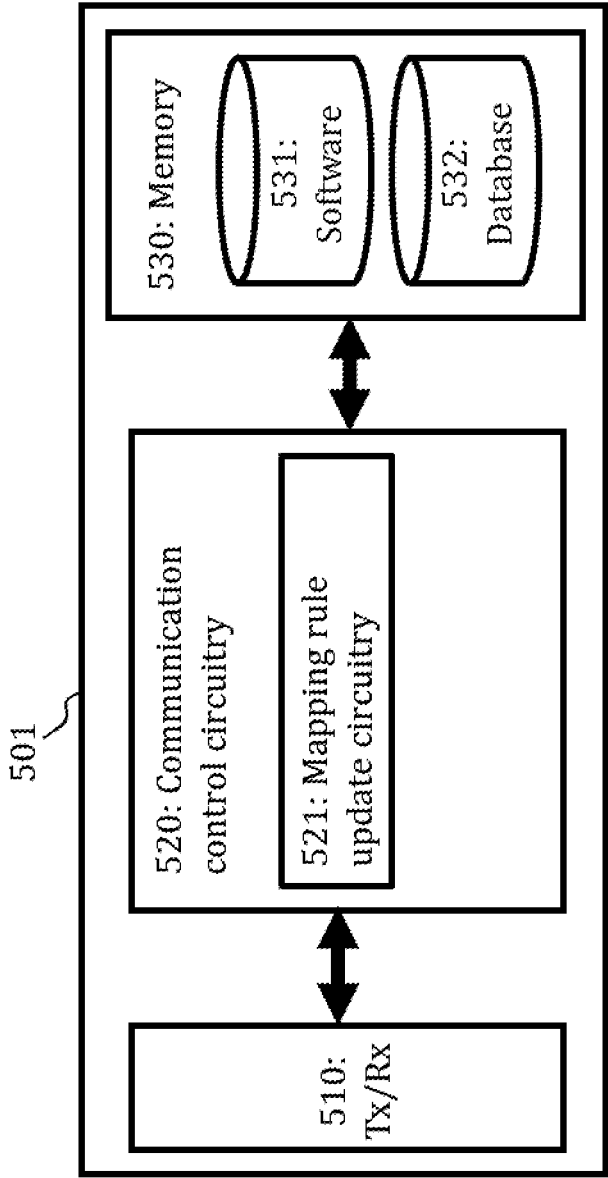 501
510:
Tx/Rx
520: Communication
control circuitry
521: Mapping rule
update circuitry
530: Memory
531:
Software
532:
Database